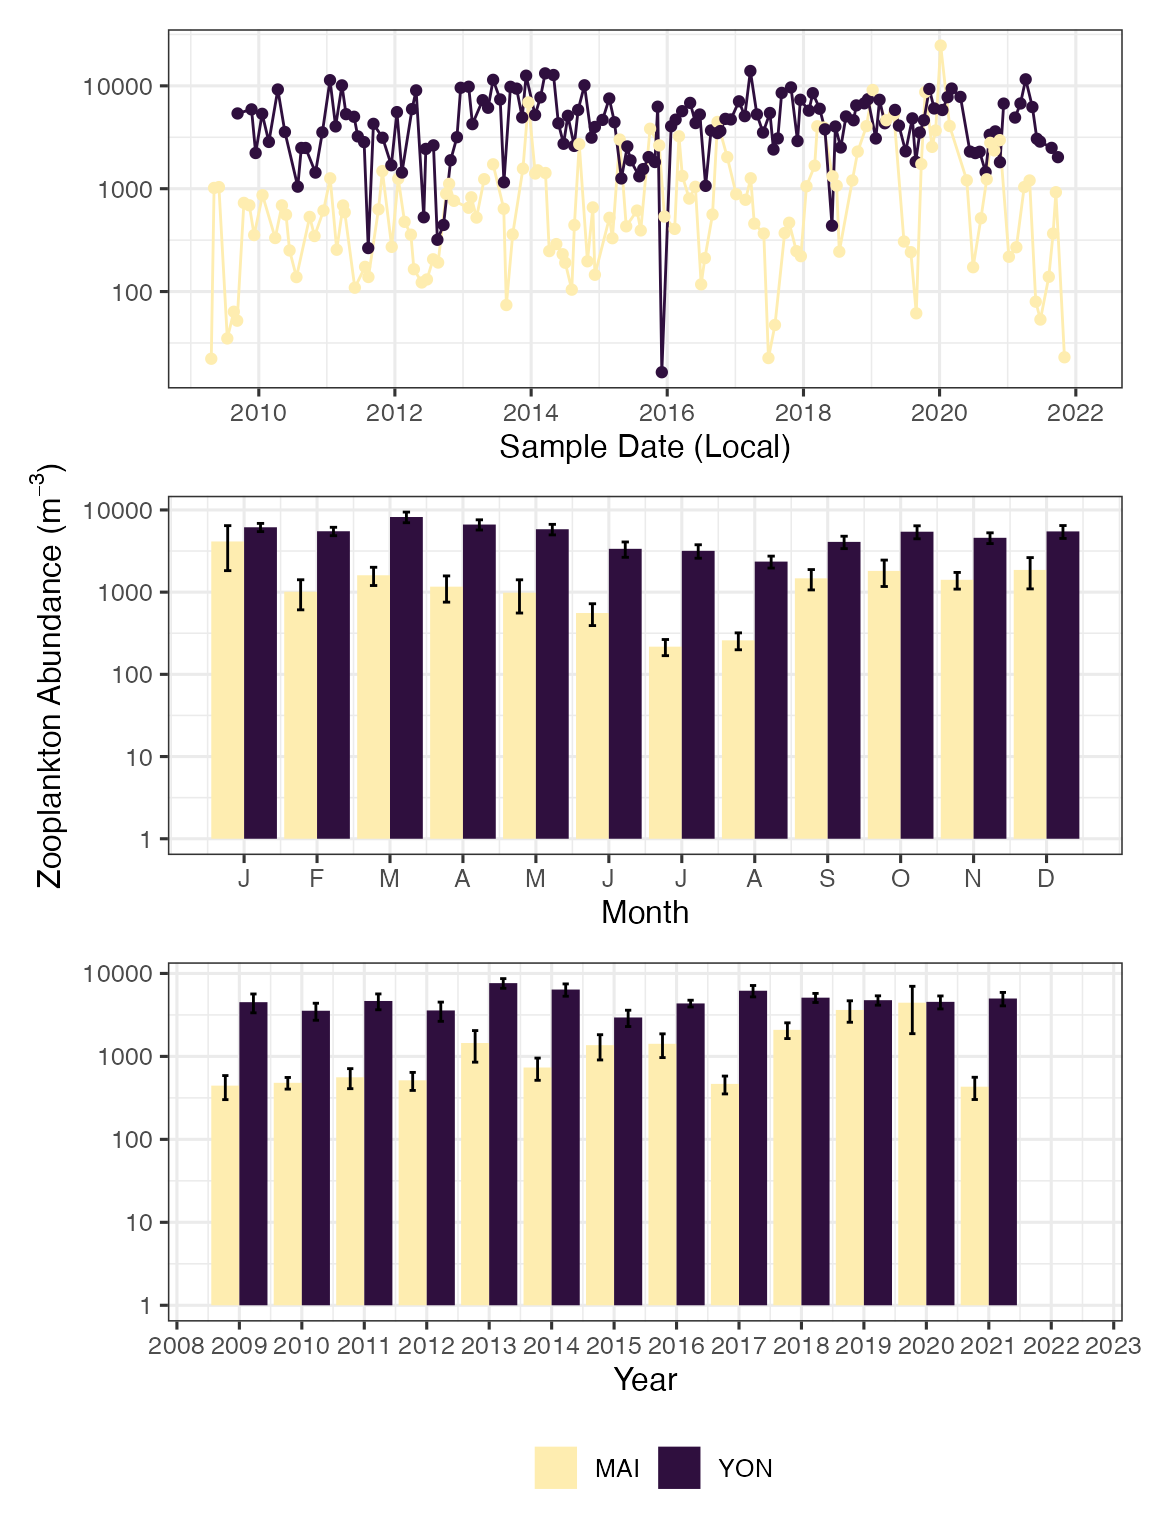 10000
1000
100
2010 2012 2014 2016 2018 2020 2022
Sample Date (Local)
Zooplankton Abundance (m⁻³)
10000
1000
100
10
1
J F M A M J J A S O N D
Month
10000
1000
100
10
1
2008 2009 2010 2011 2012 2013 2014 2015 2016 2017 2018 2019 2020 2021 2022 2023
Year
MAI YON